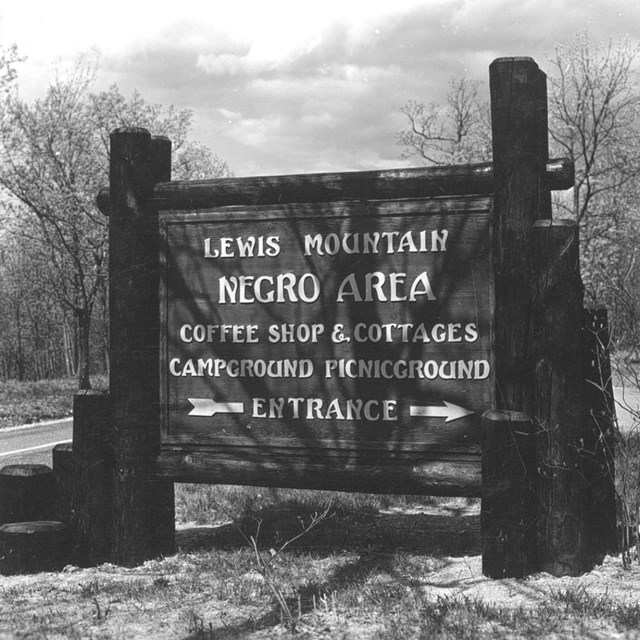 LEWIS MOUNTAIN
NEGRO AREA
COFFEE SHOP & COTTAGES
CAMPGROUND PICNICGROUND
ENTRANCE